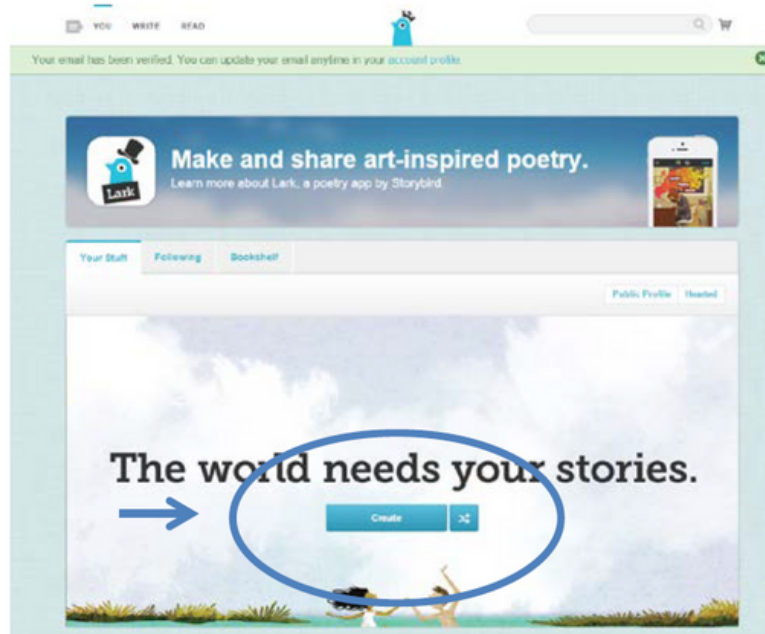 YOU WRITE READ
Your email has been verified. You can update your email anytime in your account profile.
Make and share art-inspired poetry.
Learn more about Lark, a poetry app by Storybird.
Lark
Your Stuff Following Bookshelf
Public Profile Hearted
The world needs your stories.
Create